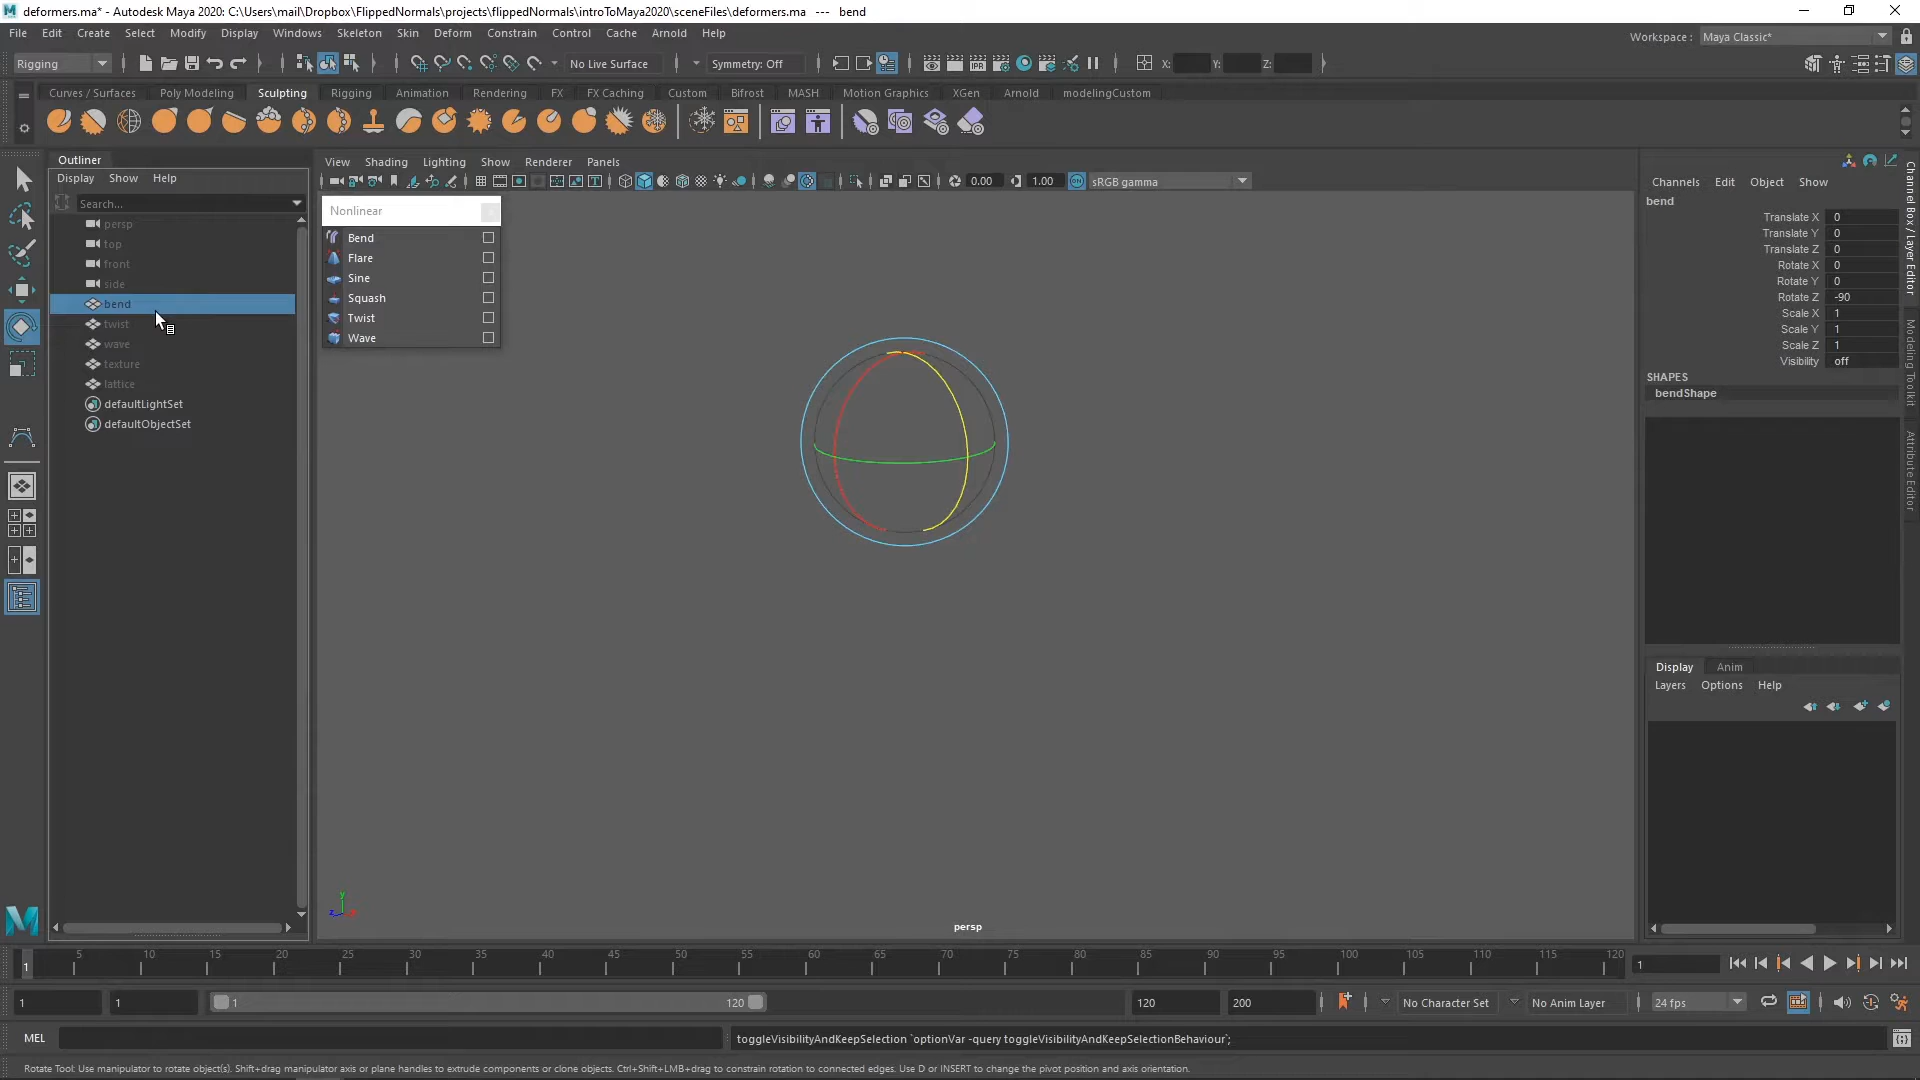 deformers.ma* - Autodesk Maya 2020: C:\Users\mail\Dropbox\FlippedNormals\projects\flippedNormals\introToMaya2020\sceneFiles\deformers.ma --- bend
File Edit Create Select Modify Display Windows Skeleton Skin Deform Constrain Control Cache Arnold Help
Workspace : Maya Classic*
Rigging No Live Surface Symmetry: Off X: Y: Z:
Curves / Surfaces Poly Modeling Sculpting Rigging Animation Rendering FX FX Caching Custom Bifrost MASH Motion Graphics XGen Arnold modelingCustom
Outliner
Display Show Help
Search...
persp
top
front
side
bend
twist
wave
texture
lattice
defaultLightSet
defaultObjectSet
View Shading Lighting Show Renderer Panels
0.00 1.00 ON sRGB gamma
Nonlinear
Bend
Flare
Sine
Squash
Twist
Wave
y
z
persp
Channels Edit Object Show
bend
Translate X 0
Translate Y 0
Translate Z 0
Rotate X 0
Rotate Y 0
Rotate Z -90
Scale X 1
Scale Y 1
Scale Z 1
Visibility off
SHAPES
bendShape
Channel Box / Layer Editor
Modeling Toolkit
Attribute Editor
Display Anim
Layers Options Help
1 5 10 15 20 25 30 35 40 45 50 55 60 65 70 75 80 85 90 95 100 105 110 115 120 1
1 1 1 120 120 200 No Character Set No Anim Layer 24 fps
MEL toggleVisibilityAndKeepSelection `optionVar -query toggleVisibilityAndKeepSelectionBehaviour`;
Rotate Tool: Use manipulator to rotate object(s). Shift+drag manipulator axis or plane handles to extrude components or clone objects. Ctrl+Shift+LMB+drag to constrain rotation to connected edges. Use D or INSERT to change the pivot position and axis orientation.